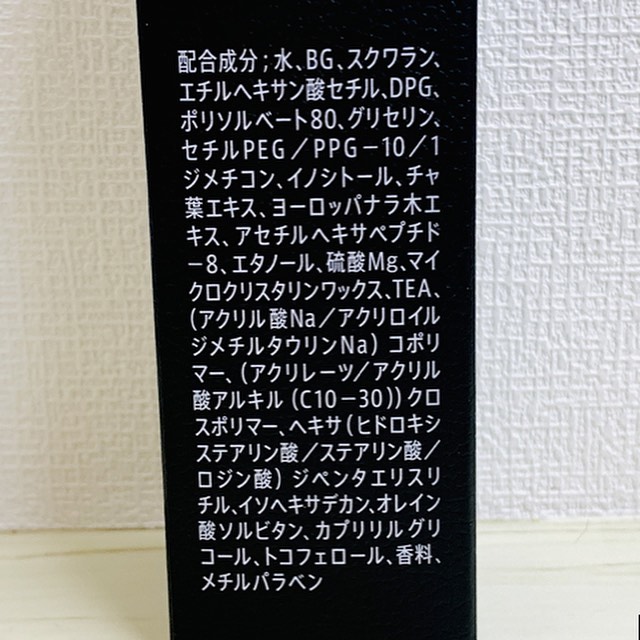 配合成分；水、BG、スクワラン、
エチルヘキサン酸セチル、DPG、
ポリソルベート80、グリセリン、
セチルPEG／PPG－10／1
ジメチコン、イノシトール、チャ
葉エキス、ヨーロッパナラ木エ
キス、アセチルヘキサペプチド
－8、エタノール、硫酸Mg、マイ
クロクリスタリンワックス、TEA、
（アクリル酸Na／アクリロイル
ジメチルタウリンNa）コポリ
マー、（アクリレーツ／アクリル
酸アルキル（C10－30））クロ
スポリマー、ヘキサ（ヒドロキシ
ステアリン酸／ステアリン酸／
ロジン酸）ジペンタエリスリ
チル、イソヘキサデカン、オレイン
酸ソルビタン、カプリリルグリ
コール、トコフェロール、香料、
メチルパラベン